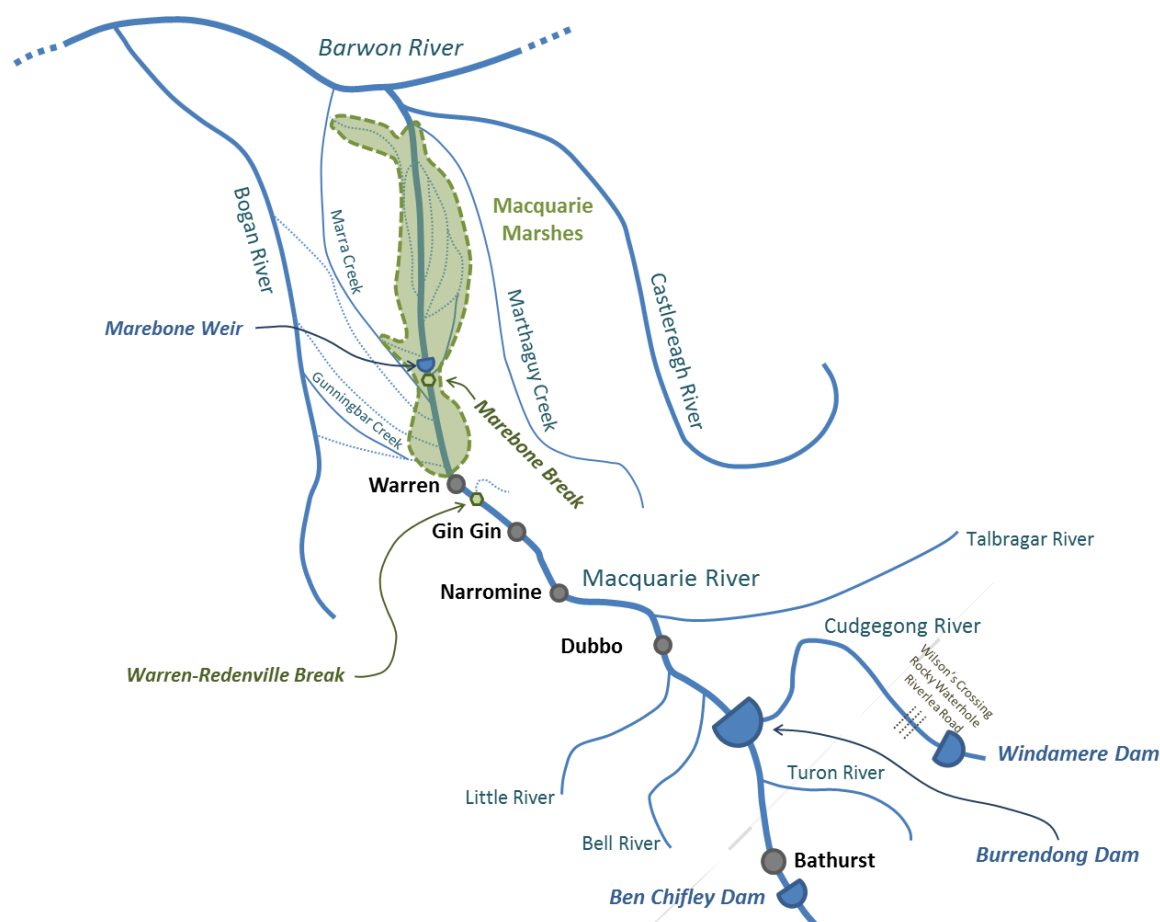 Barwon River
Macquarie
Marshes
Bogan River
Marra Creek
Castlereagh River
Marthaguy Creek
Marebone Weir
Gunningbar Creek
Marebone Break
Warren
Gin Gin
Talbragar River
Macquarie River
Narromine
Cudgegong River
Dubbo
Wilson's Crossing
Rocky Waterhole
Riverlea Road
Warren-Redenville Break
Windamere Dam
Turon River
Little River
Bell River
Burrendong Dam
Bathurst
Ben Chifley Dam